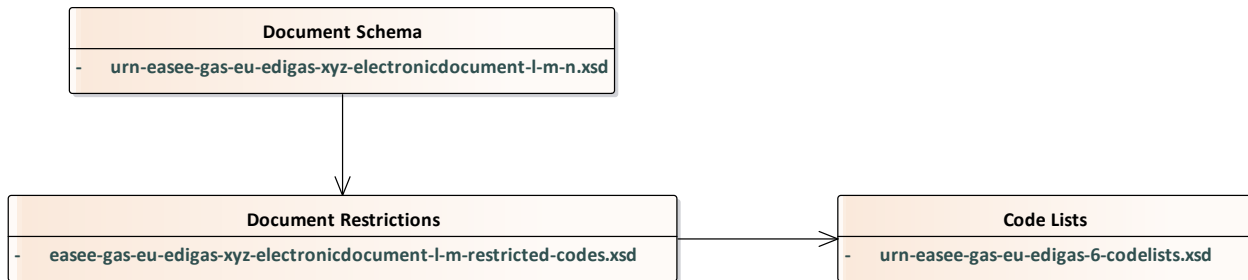 Document Schema
- urn-easee-gas-eu-edigas-xyz-electronicdocument-l-m-n.xsd
Document Restrictions
- easee-gas-eu-edigas-xyz-electronicdocument-l-m-restricted-codes.xsd
Code Lists
- urn-easee-gas-eu-edigas-6-codelists.xsd